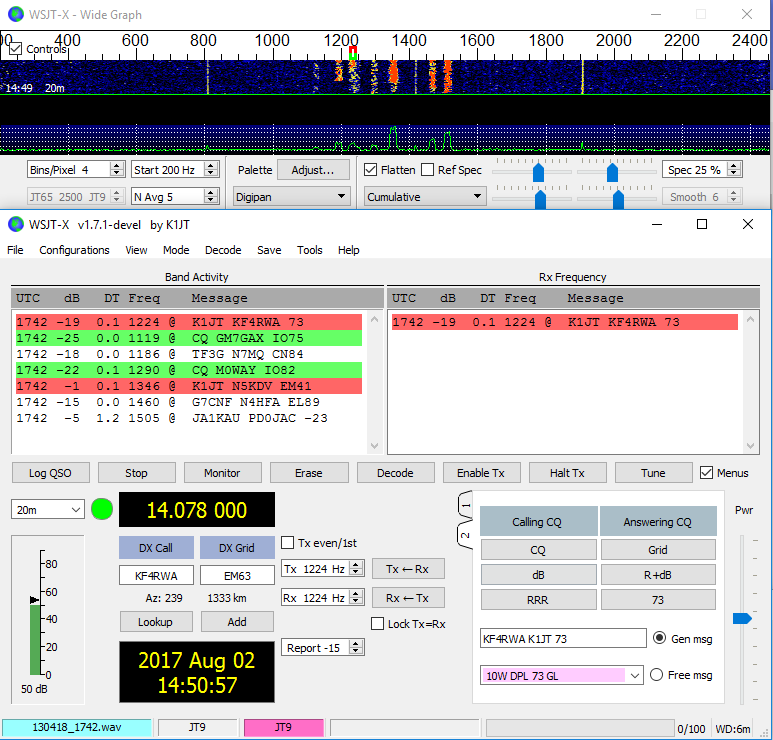 WSJT-X - Wide Graph
Controls
400 600 800 1000 1200 1400 1600 1800 2000 2200 2400
14:49 20m
Bins/Pixel 4 Start 200 Hz Palette Adjust... Flatten Ref Spec Spec 25 %
JT65 2500 JT9 N Avg 5 Digipan Cumulative Smooth 6
WSJT-X v1.7.1-devel by K1JT
File Configurations View Mode Decode Save Tools Help
Band Activity Rx Frequency
UTC dB DT Freq Message UTC dB DT Freq Message
1742 -19 0.1 1224 @ K1JT KF4RWA 73 1742 -19 0.1 1224 @ K1JT KF4RWA 73
1742 -25 0.0 1119 @ CQ GM7GAX IO75
1742 -18 0.0 1186 @ TF3G N7MQ CN84
1742 -22 0.1 1290 @ CQ M0WAY IO82
1742 -1 0.1 1346 @ K1JT N5KDV EM41
1742 -15 0.0 1460 @ G7CNF N4HFA EL89
1742 -5 1.2 1505 @ JA1KAU PD0JAC -23
Log QSO Stop Monitor Erase Decode Enable Tx Halt Tx Tune Menus
20m 14.078 000
1
2
Calling CQ Answering CQ Pwr
DX Call DX Grid Tx even/1st CQ Grid
KF4RWA EM63 Tx 1224 Hz Tx ← Rx dB R+dB
Az: 239 1333 km Rx 1224 Hz Rx ← Tx RRR 73
Lookup Add Lock Tx=Rx
KF4RWA K1JT 73 Gen msg
Report -15
10W DPL 73 GL Free msg
80
60
40
20
0
50 dB
2017 Aug 02
14:50:57
130418_1742.wav JT9 JT9 0/100 WD:6m